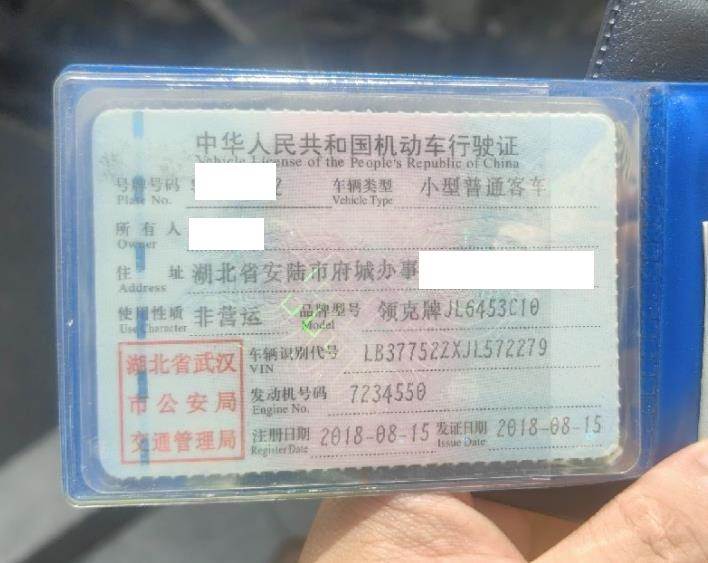 中华人民共和国机动车行驶证
Vehicle License of the People's Republic of China
号牌号码 2 车辆类型 小型普通客车
Plate No. Vehicle Type
所有人
Owner
住址 湖北省安陆市府城办事
Address
使用性质 非营运 品牌型号 领克牌JL6453C10
Use Character Model
湖北省武汉
市公安局
交通管理局
车辆识别代号 LB37752ZXJL572279
VIN
发动机号码 7234550
Engine No.
注册日期 2018-08-15 发证日期 2018-08-15
Register Date Issue Date